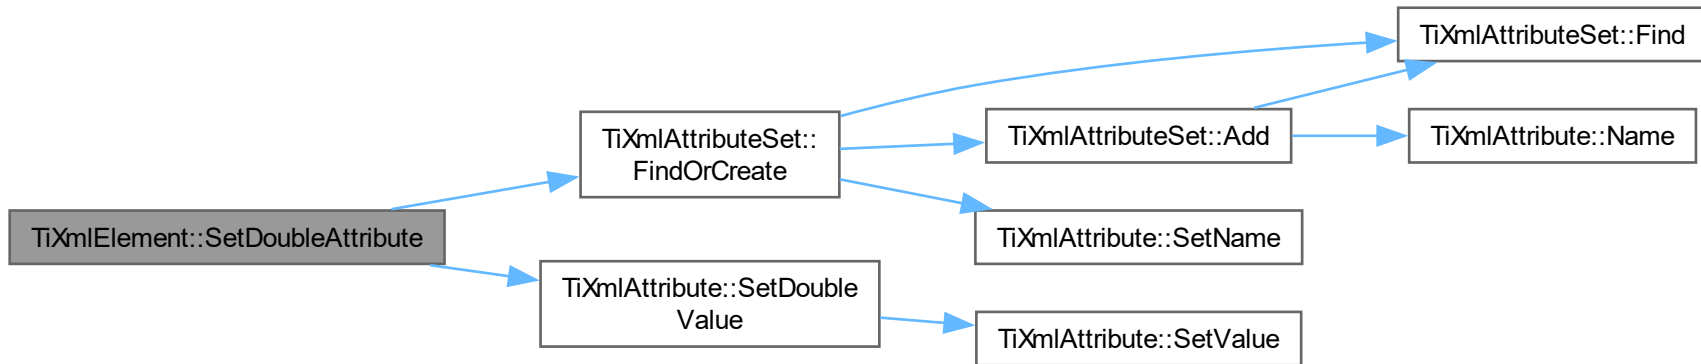 TiXmlElement::SetDoubleAttribute
TiXmlAttributeSet::
FindOrCreate
TiXmlAttributeSet::Find
TiXmlAttributeSet::Add
TiXmlAttribute::Name
TiXmlAttribute::SetName
TiXmlAttribute::SetDouble
Value
TiXmlAttribute::SetValue